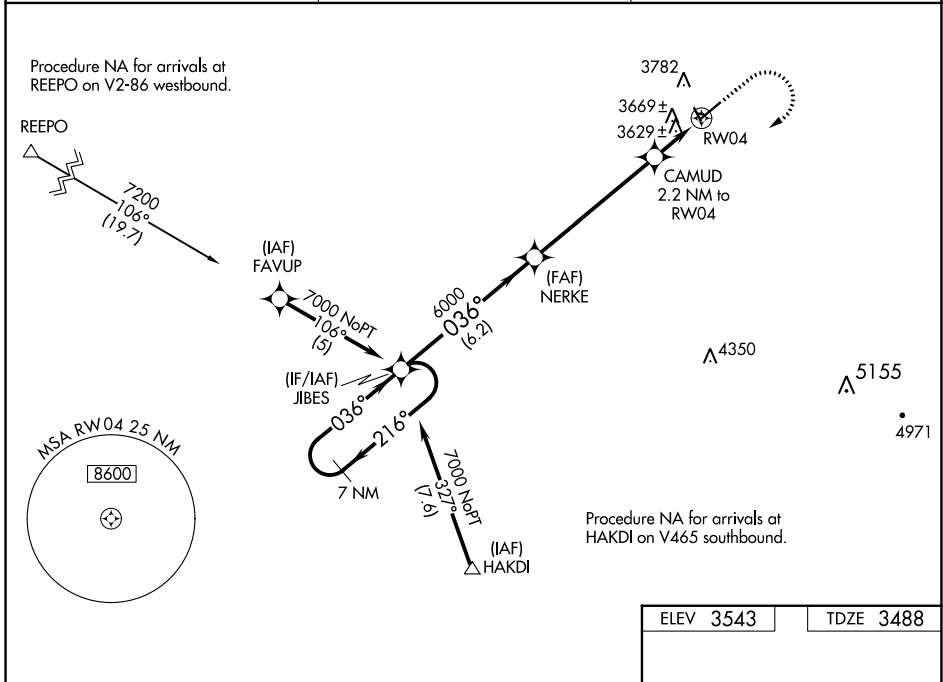 Procedure NA for arrivals at
REEPO on V2-86 westbound.
REEPO
7200
106°
(19.7)
(IAF)
FAVUP
7000 NoPT
106°
(5)
(IF/IAF)
JIBES
036°
216°
7 NM
6000
036°
(6.2)
(FAF)
NERKE
CAMUD
2.2 NM to
RW04
3782
3669±
3629±
RW04
4350
5155
4971
7000 NoPT
327°
(7.6)
(IAF)
HAKDI
Procedure NA for arrivals at
HAKDI on V465 southbound.
MSA RW04 25 NM
8600
ELEV 3543
TDZE 3488